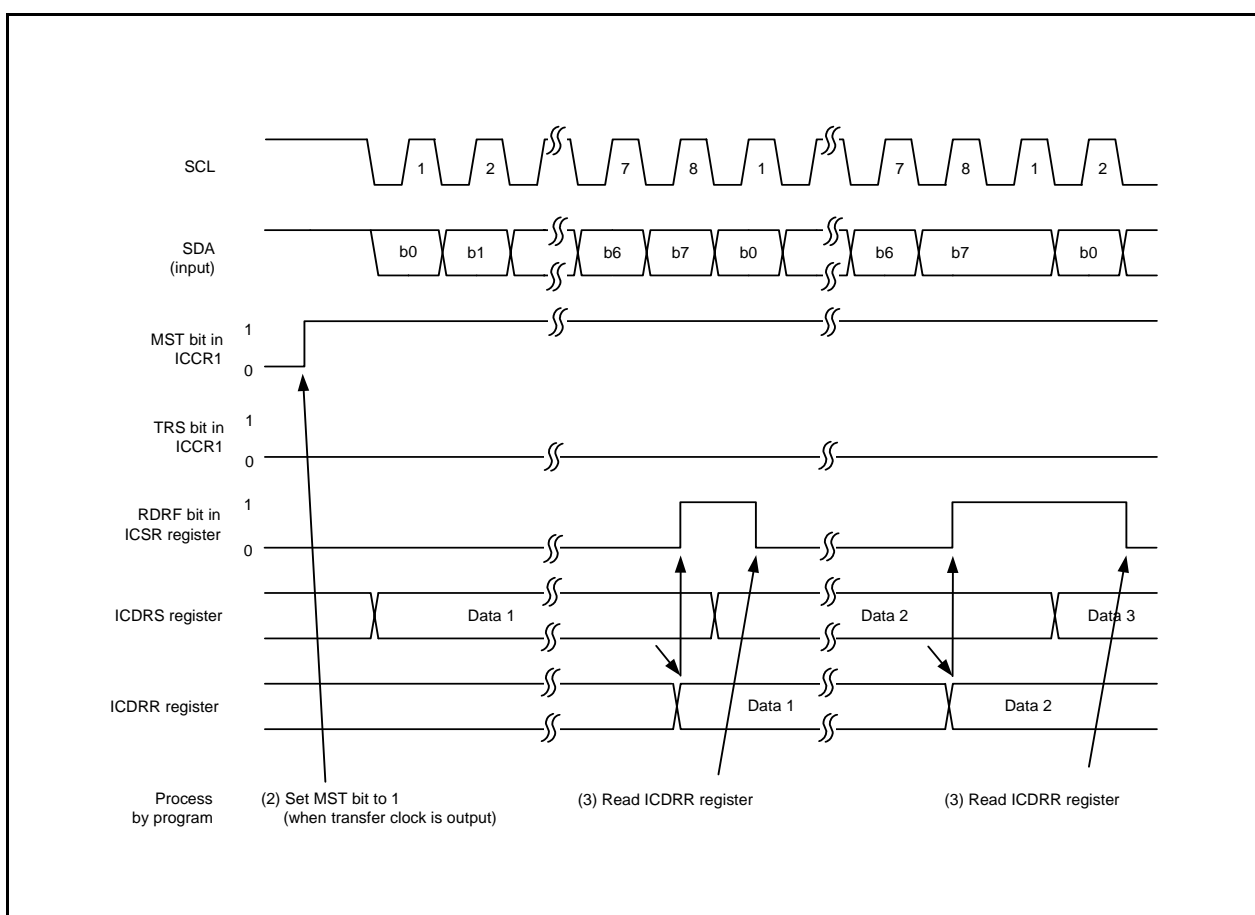 SCL
1 2 7 8 1 7 8 1 2
SDA
(input)
b0 b1 b6 b7 b0 b6 b7 b0
MST bit in
ICCR1
1
0
TRS bit in
ICCR1
1
0
RDRF bit in
ICSR register
1
0
ICDRS register
Data 1 Data 2 Data 3
ICDRR register
Data 1 Data 2
Process
by program
(2) Set MST bit to 1
(when transfer clock is output)
(3) Read ICDRR register
(3) Read ICDRR register